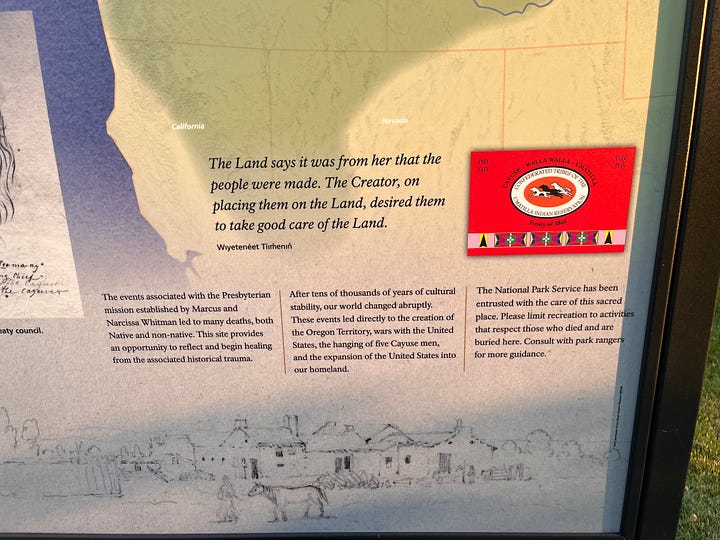 California
Nevada
The Land says it was from her that the
people were made. The Creator, on
placing them on the Land, desired them
to take good care of the Land.
Wıyetenéet Tím̓enın̓
CAYUSE • WALLA WALLA • UMATILLA
CONFEDERATED TRIBES OF THE
UMATILLA INDIAN RESERVATION
Treaty of 1855
eaty council.
The events associated with the Presbyterian
mission established by Marcus and
Narcissa Whitman led to many deaths, both
Native and non-native. This site provides
an opportunity to reflect and begin healing
from the associated historical trauma.
After tens of thousands of years of cultural
stability, our world changed abruptly.
These events led directly to the creation of
the Oregon Territory, wars with the United
States, the hanging of five Cayuse men,
and the expansion of the United States into
our homeland.
The National Park Service has been
entrusted with the care of this sacred
place. Please limit recreation to activities
that respect those who died and are
buried here. Consult with park rangers
for more guidance.